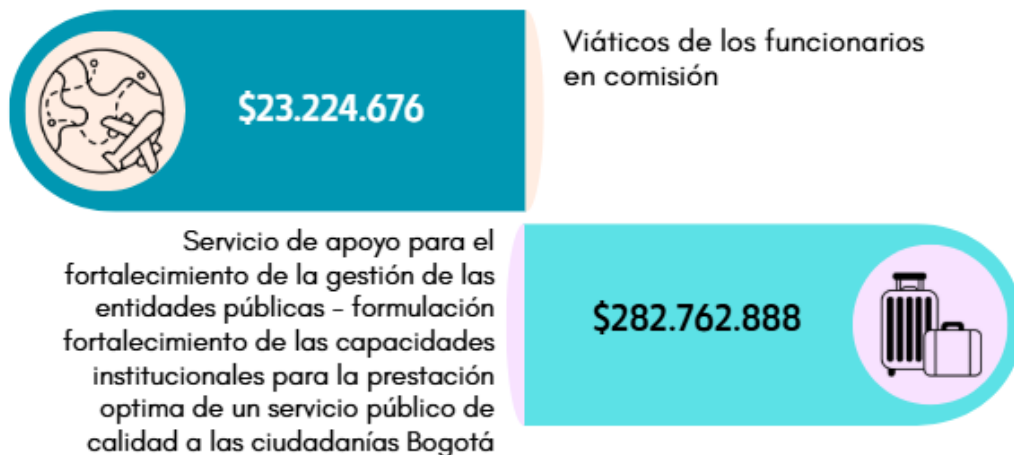 $23.224.676
Viáticos de los funcionarios
en comisión
Servicio de apoyo para el
fortalecimiento de la gestión de las
entidades públicas - formulación
fortalecimiento de las capacidades
institucionales para la prestación
optima de un servicio público de
calidad a las ciudadanías Bogotá
$282.762.888